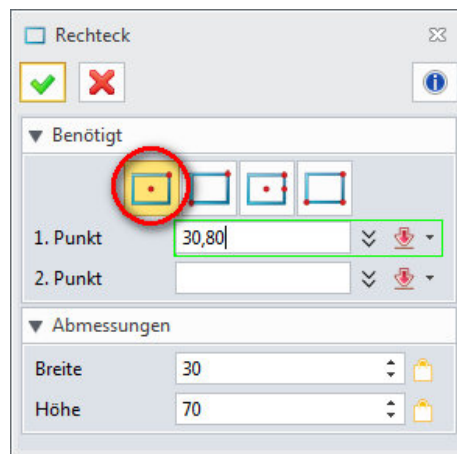 Rechteck
Benötigt
1. Punkt 30,80
2. Punkt
Abmessungen
Breite 30
Höhe 70